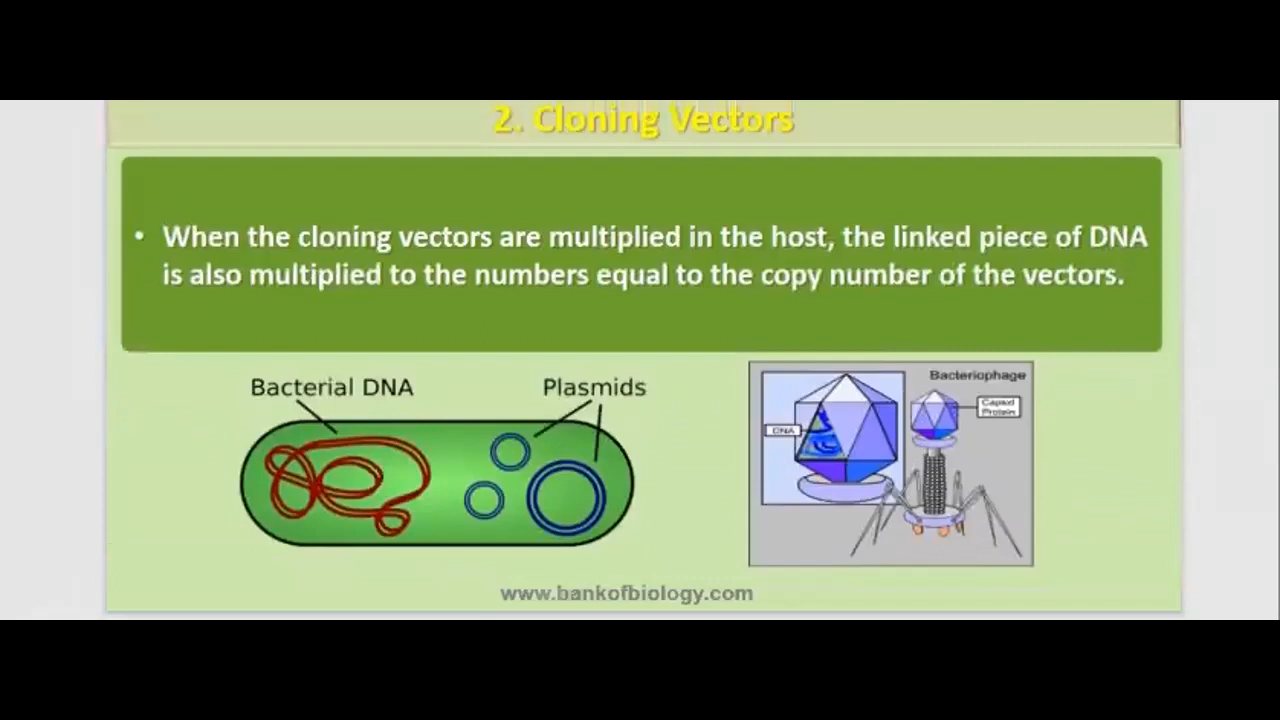 2. Cloning Vectors
• When the cloning vectors are multiplied in the host, the linked piece of DNA
is also multiplied to the numbers equal to the copy number of the vectors.
Bacterial DNA
Plasmids
Bacteriophage
Capsid
Protein
DNA
www.bankofbiology.com